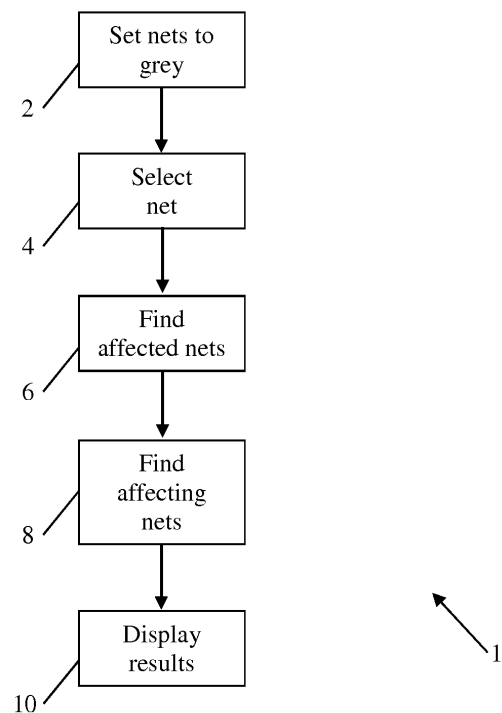 Set nets to
grey
2
Select
net
4
Find
affected nets
6
Find
affecting
nets
8
Display
results
1
10